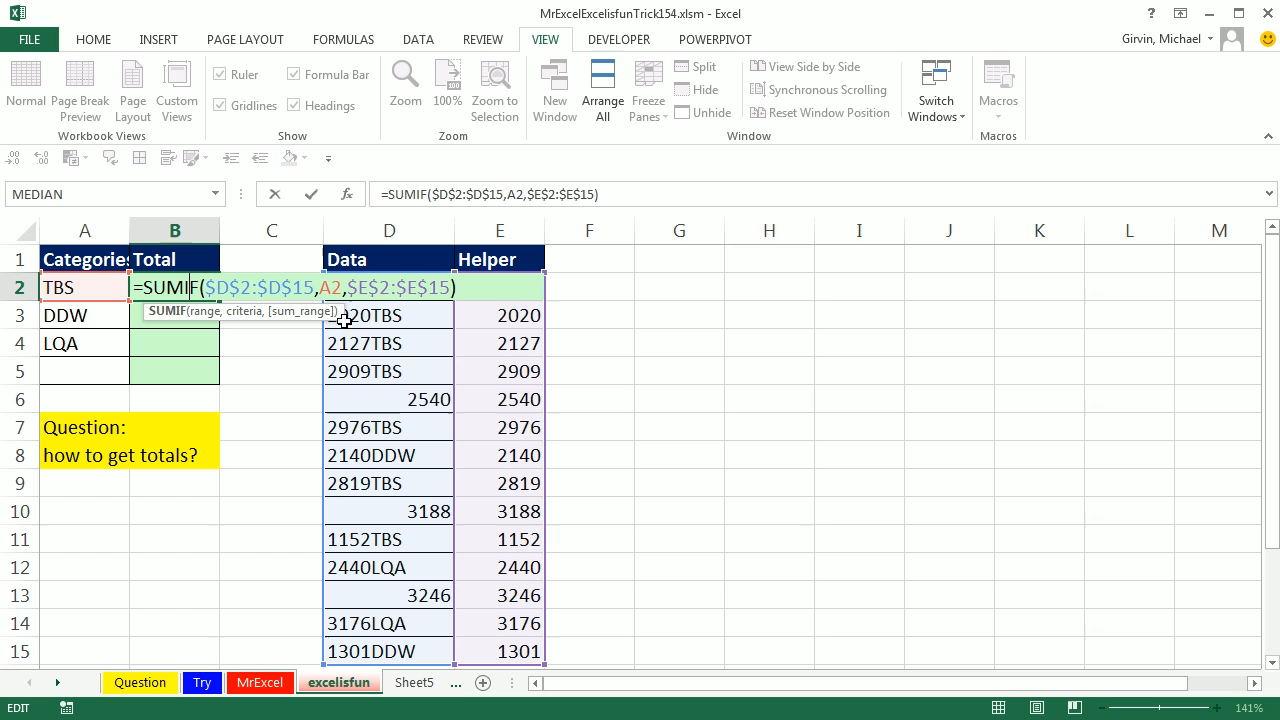 MrExcelExcelisfunTrick154.xlsm - Excel
?
FILE HOME INSERT PAGE LAYOUT FORMULAS DATA REVIEW VIEW DEVELOPER POWERPIVOT Girvin, Michael
Normal Page Break Preview Page Layout Custom Views
Ruler Formula Bar
Gridlines Headings
Zoom 100% Zoom to Selection
New Window Arrange All Freeze Panes
Split
Hide
Unhide
View Side by Side
Synchronous Scrolling
Reset Window Position
Switch Windows
Macros
Workbook Views Show Zoom Window Macros
MEDIAN fx =SUMIF($D$2:$D$15,A2,$E$2:$E$15)
A B C D E F G H I J K L M
1 Categories Total Data Helper
2 TBS =SUMIF($D$2:$D$15,A2,$E$2:$E$15)
SUMIF(range, criteria, [sum_range])
3 DDW 20TBS 2020
4 LQA 2127TBS 2127
5 2909TBS 2909
6 2540 2540
7 Question: 2976TBS 2976
8 how to get totals? 2140DDW 2140
9 2819TBS 2819
10 3188 3188
11 1152TBS 1152
12 2440LQA 2440
13 3246 3246
14 3176LQA 3176
15 1301DDW 1301
Question Try MrExcel excelisfun Sheet5 ...
EDIT 141%